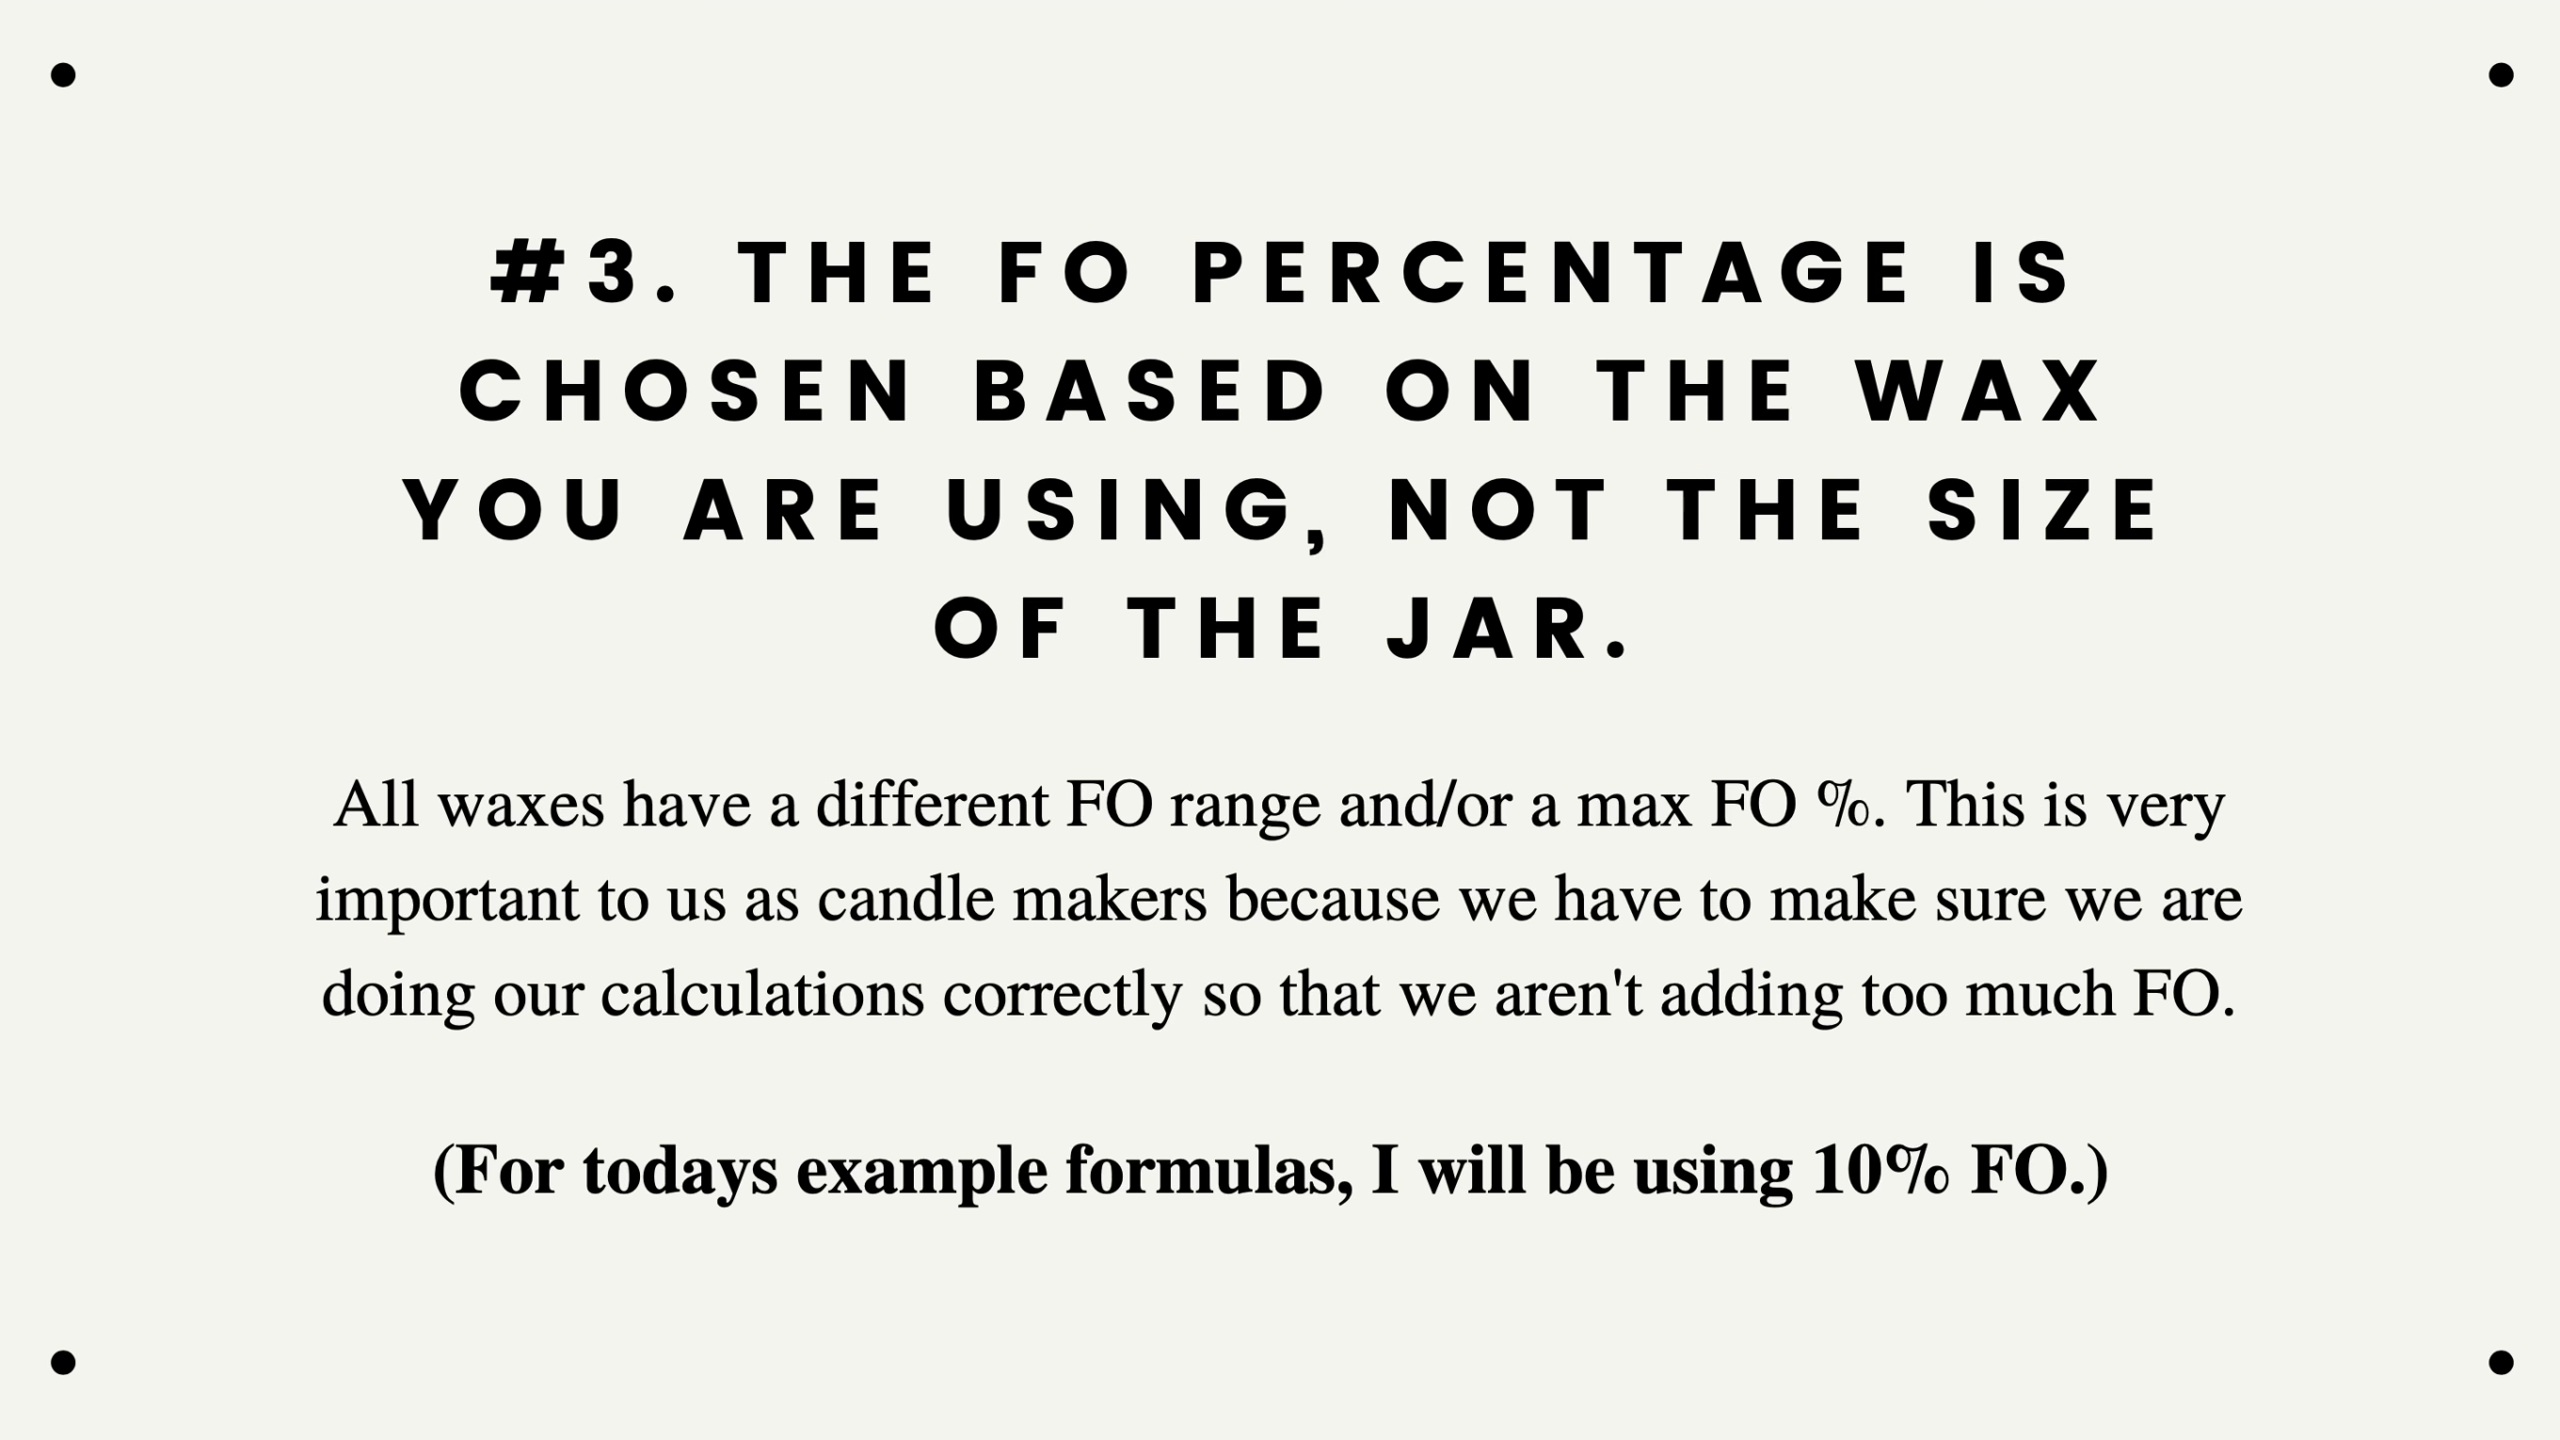 #3. THE FO PERCENTAGE IS
CHOSEN BASED ON THE WAX
YOU ARE USING, NOT THE SIZE
OF THE JAR.
All waxes have a different FO range and/or a max FO %. This is very
important to us as candle makers because we have to make sure we are
doing our calculations correctly so that we aren't adding too much FO.
(For todays example formulas, I will be using 10% FO.)